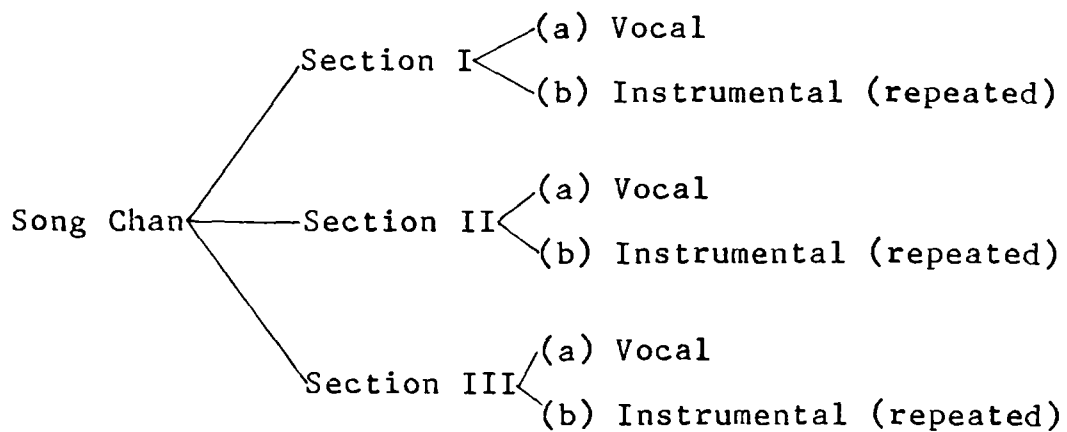 (a) Vocal
Section I
(b) Instrumental (repeated)
(a) Vocal
Song Chan Section II
(b) Instrumental (repeated)
(a) Vocal
Section III
(b) Instrumental (repeated)